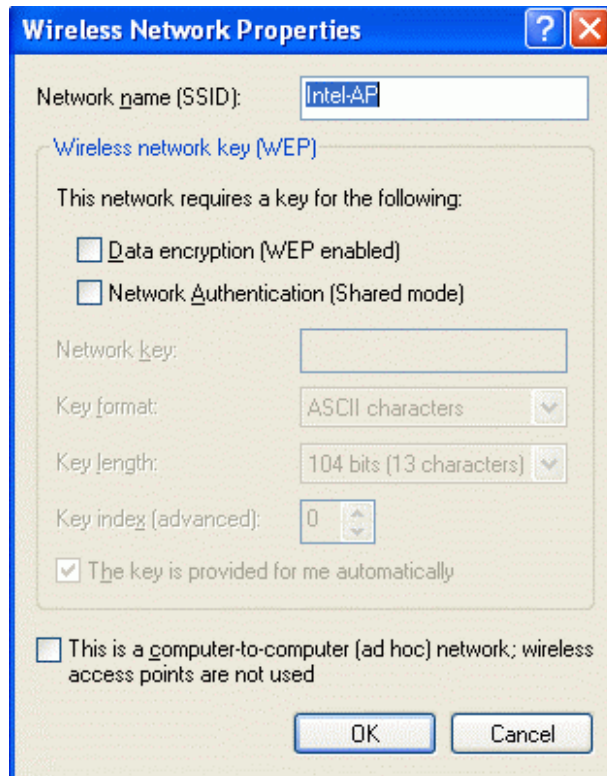 Wireless Network Properties
Network name (SSID): Intel-AP
Wireless network key (WEP)
This network requires a key for the following:
Data encryption (WEP enabled)
Network Authentication (Shared mode)
Network key:
Key format: ASCII characters
Key length: 104 bits (13 characters)
Key index (advanced): 0
The key is provided for me automatically
This is a computer-to-computer (ad hoc) network; wireless
access points are not used
OK Cancel